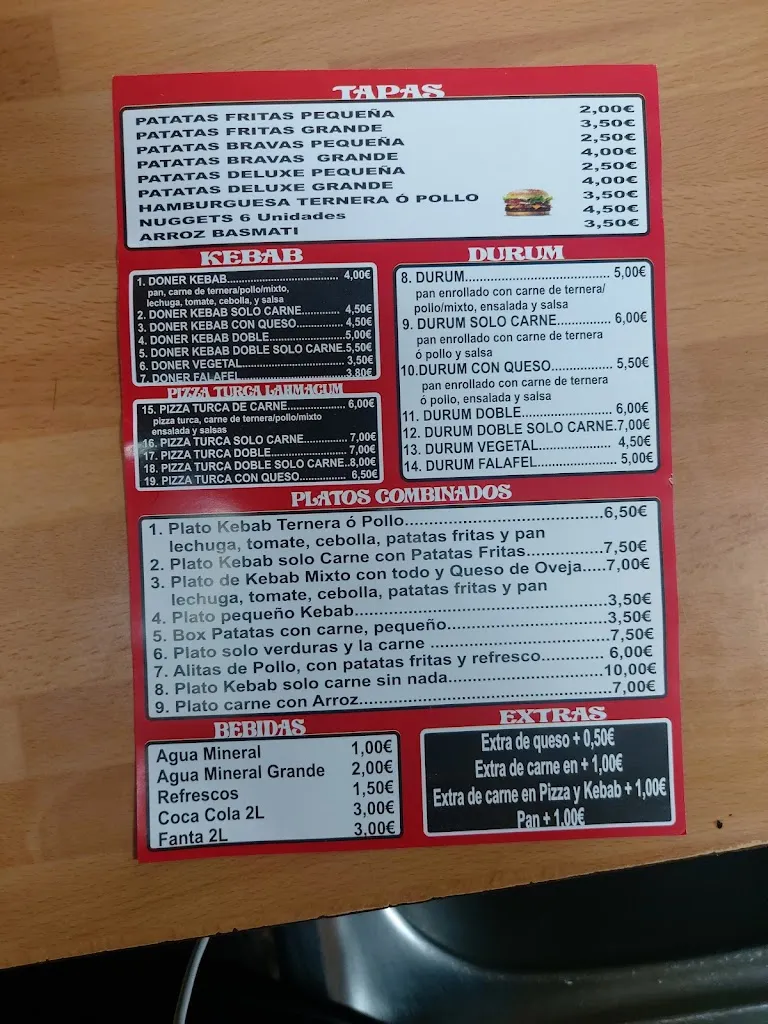 TAPAS
PATATAS FRITAS PEQUEÑA 2,00€
PATATAS FRITAS GRANDE 3,50€
PATATAS BRAVAS PEQUEÑA 2,50€
PATATAS BRAVAS GRANDE 4,00€
PATATAS DELUXE PEQUEÑA 2,50€
PATATAS DELUXE GRANDE 4,00€
HAMBURGUESA TERNERA Ó POLLO 3,50€
NUGGETS 6 Unidades 4,50€
ARROZ BASMATI 3,50€
KEBAB
1. DONER KEBAB.................................. 4,00€
pan, carne de ternera/pollo/mixto,
lechuga, tomate, cebolla, y salsa
2. DONER KEBAB SOLO CARNE............ 4,50€
3. DONER KEBAB CON QUESO.............. 4,50€
4. DONER KEBAB DOBLE..................... 5,00€
5. DONER KEBAB DOBLE SOLO CARNE.5,50€
6. DONER VEGETAL............................. 3,50€
7. DONER FALAFEL............................. 3,80€
DURUM
8. DURUM..................................... 5,00€
pan enrollado con carne de ternera/
pollo/mixto, ensalada y salsa
9. DURUM SOLO CARNE............... 6,00€
pan enrollado con carne de ternera
ó pollo y salsa
10.DURUM CON QUESO................ 5,50€
pan enrollado con carne de ternera
ó pollo, ensalada y salsa
11. DURUM DOBLE........................ 6,00€
12. DURUM DOBLE SOLO CARNE.7,00€
13. DURUM VEGETAL.................... 4,50€
14. DURUM FALAFEL..................... 5,00€
PIZZA TURCA LAHMACUM
15. PIZZA TURCA DE CARNE................ 6,00€
pizza turca, carne de ternera/pollo/mixto
ensalada y salsas
16. PIZZA TURCA SOLO CARNE............ 7,00€
17. PIZZA TURCA DOBLE..................... 7,00€
18. PIZZA TURCA DOBLE SOLO CARNE..8,00€
19. PIZZA TURCA CON QUESO.............. 6,50€
PLATOS COMBINADOS
1. Plato Kebab Ternera ó Pollo.................................6,50€
lechuga, tomate, cebolla, patatas fritas y pan
2. Plato Kebab solo Carne con Patatas Fritas.............7,50€
3. Plato de Kebab Mixto con todo y Queso de Oveja.....7,00€
lechuga, tomate, cebolla, patatas fritas y pan
4. Plato pequeño Kebab..........................................3,50€
5. Box Patatas con carne, pequeño...........................3,50€
6. Plato solo verduras y la carne ..............................7,50€
7. Alitas de Pollo, con patatas fritas y refresco........... 6,00€
8. Plato Kebab solo carne sin nada..........................10,00€
9. Plato carne con Arroz..........................................7,00€
BEBIDAS
Agua Mineral 1,00€
Agua Mineral Grande 2,00€
Refrescos 1,50€
Coca Cola 2L 3,00€
Fanta 2L 3,00€
EXTRAS
Extra de queso + 0,50€
Extra de carne en + 1,00€
Extra de carne en Pizza y Kebab + 1,00€
Pan + 1,00€